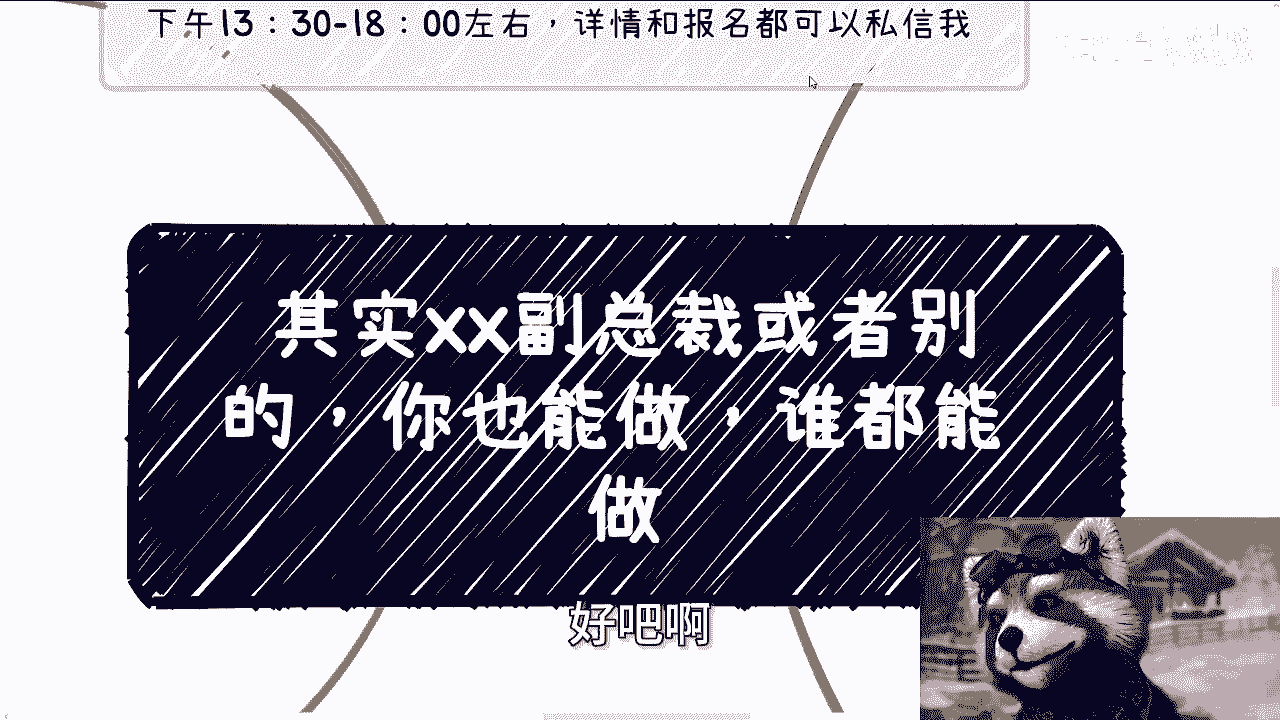 下午13：30-18：00左右，详情和报名都可以私信我
其实xx副总裁或者别
的，你也能做，谁都能
做
好吧啊